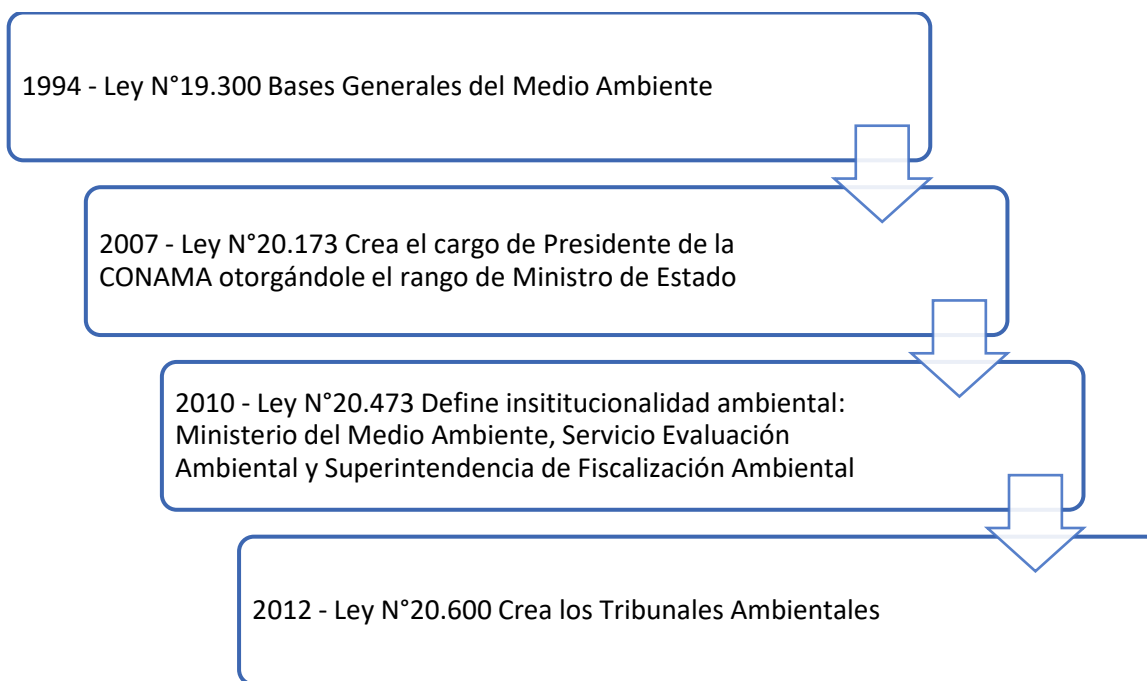 1994 - Ley N°19.300 Bases Generales del Medio Ambiente
2007 - Ley N°20.173 Crea el cargo de Presidente de la
CONAMA otorgándole el rango de Ministro de Estado
2010 - Ley N°20.473 Define insititucionalidad ambiental:
Ministerio del Medio Ambiente, Servicio Evaluación
Ambiental y Superintendencia de Fiscalización Ambiental
2012 - Ley N°20.600 Crea los Tribunales Ambientales